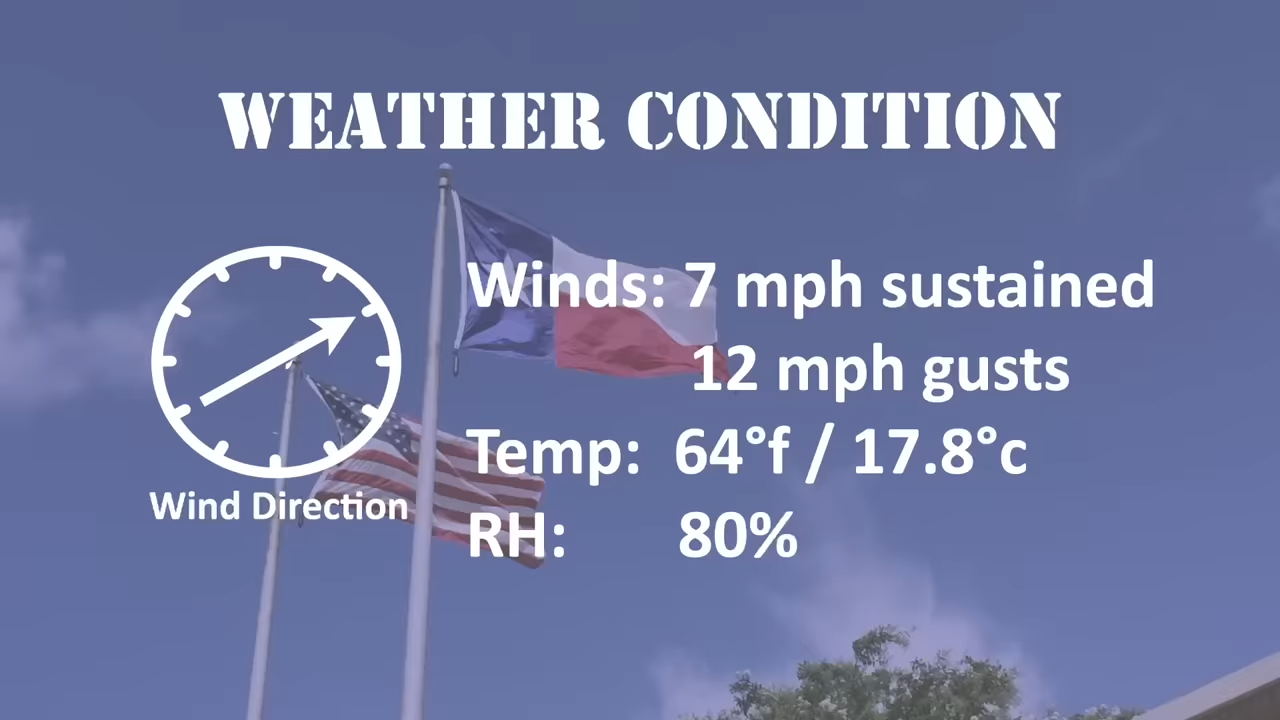 WEATHER CONDITION
Winds: 7 mph sustained
12 mph gusts
Temp: 64°f / 17.8°c
RH: 80%
Wind Direction